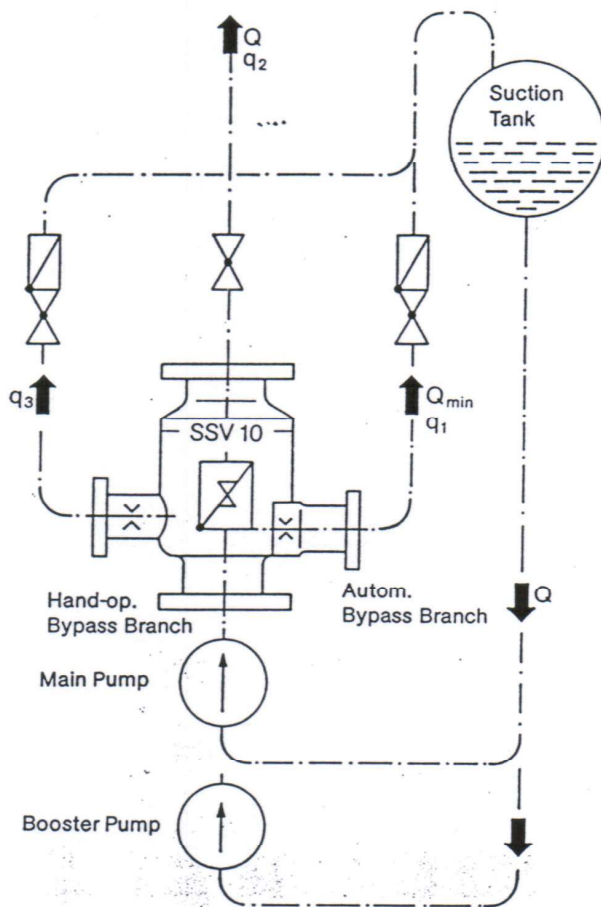 Q
q2
Suction
Tank
q3
Qmin
q1
SSV 10
Hand-op.
Bypass Branch
Autom.
Bypass Branch
Q
Main Pump
Booster Pump